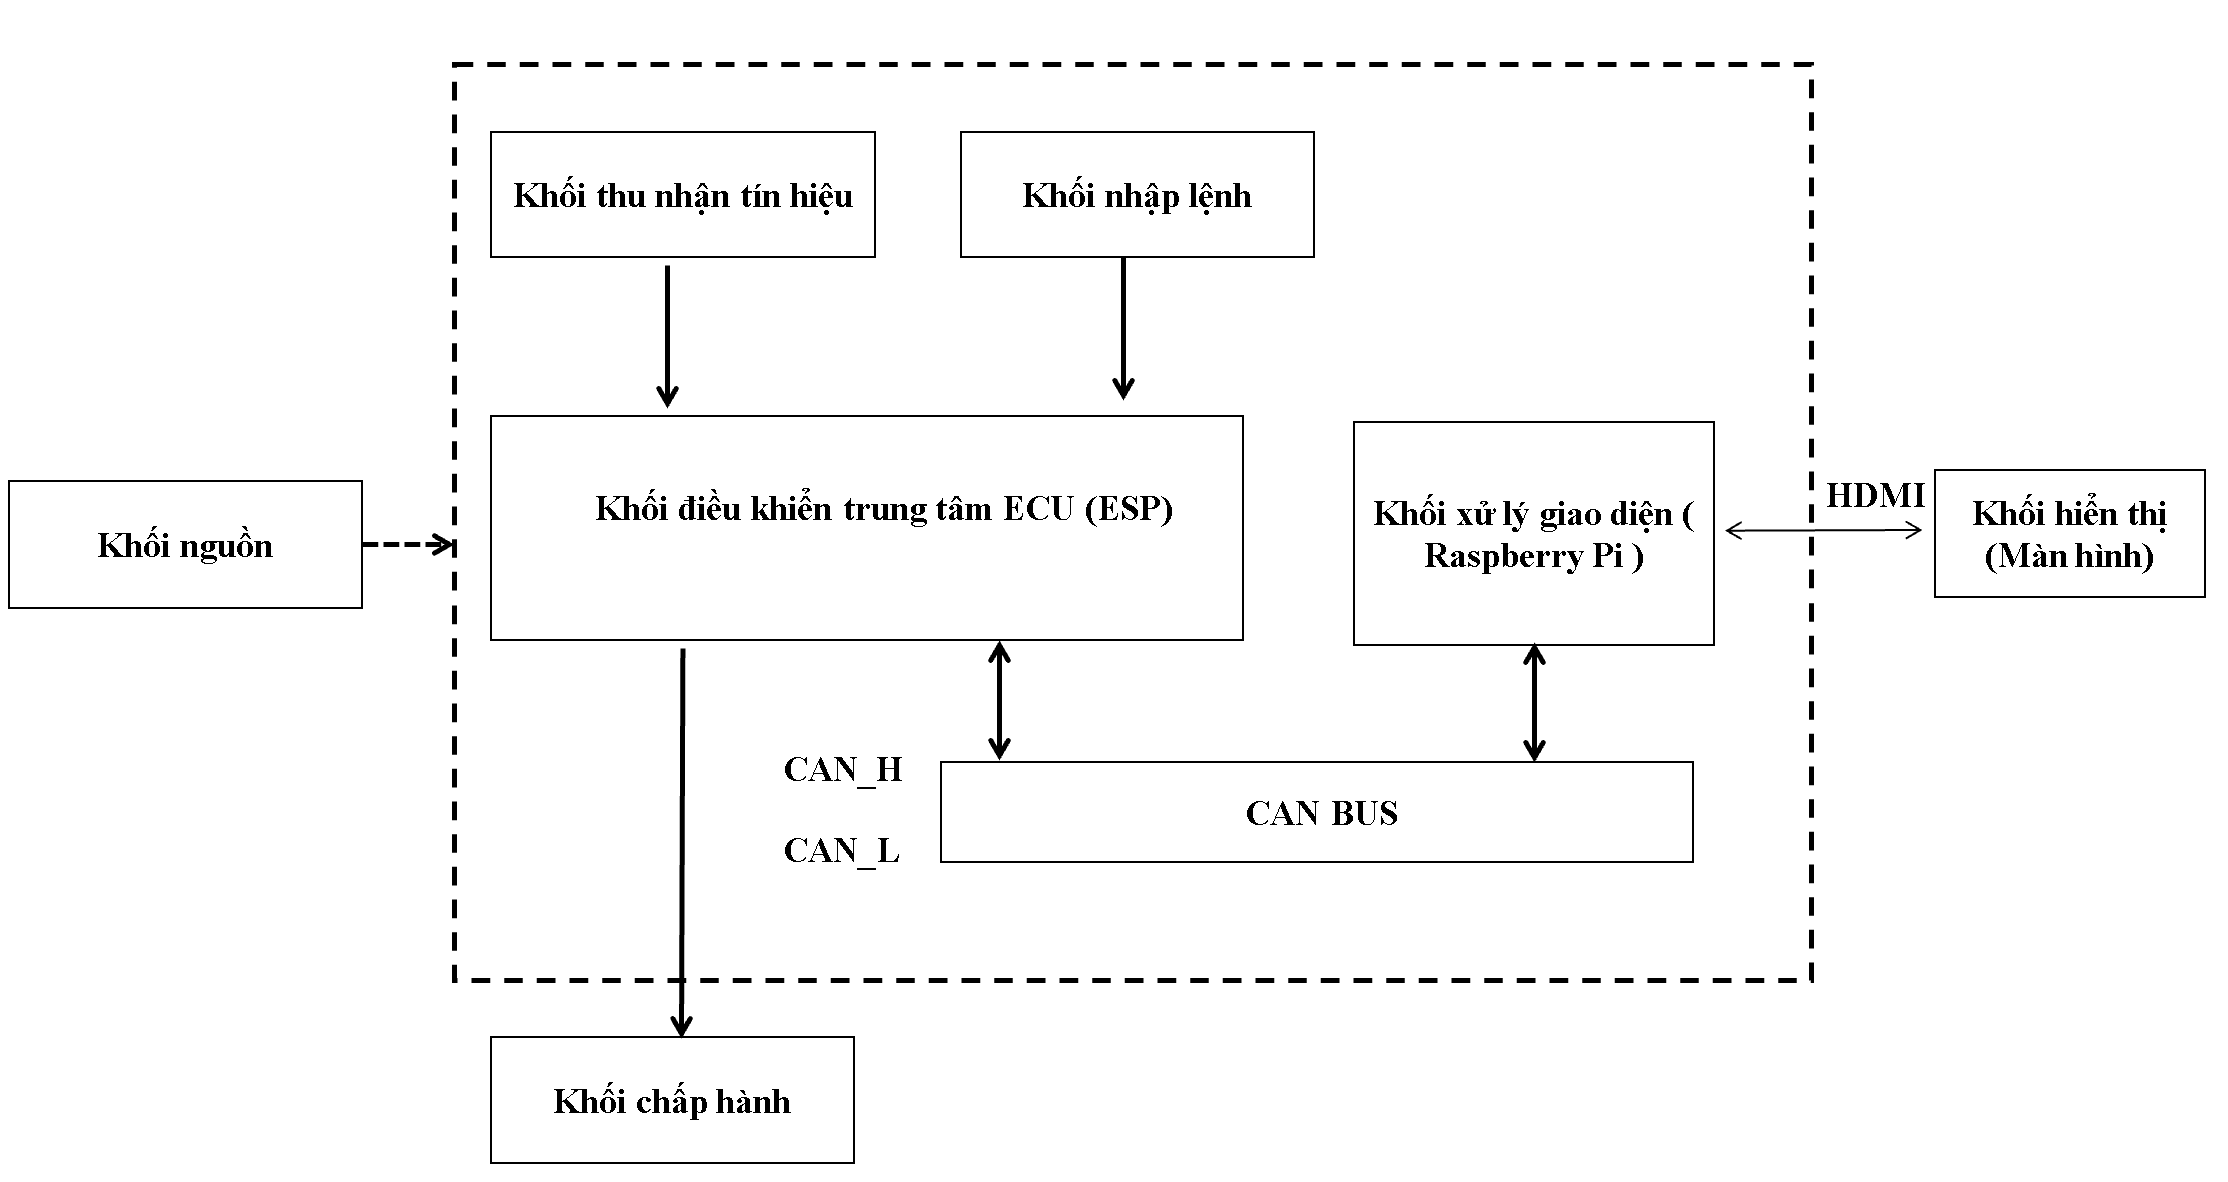 Khối thu nhận tín hiệu
Khối nhập lệnh
Khối điều khiển trung tâm ECU (ESP)
Khối xử lý giao diện (
Raspberry Pi )
HDMI
Khối hiển thị
(Màn hình)
Khối nguồn
CAN_H
CAN BUS
CAN_L
Khối chấp hành